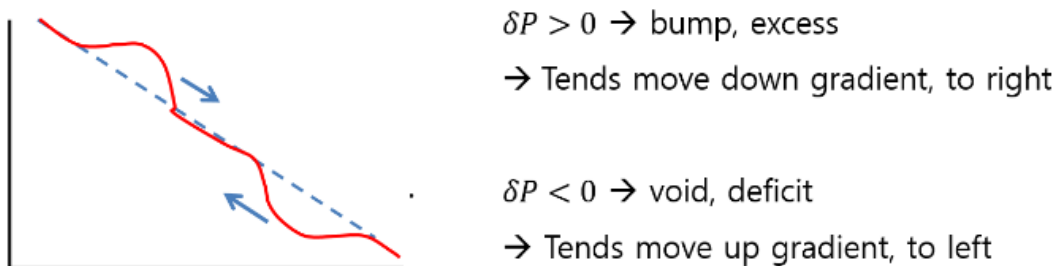 δP > 0 → bump, excess
→ Tends move down gradient, to right
δP < 0 → void, deficit
→ Tends move up gradient, to left